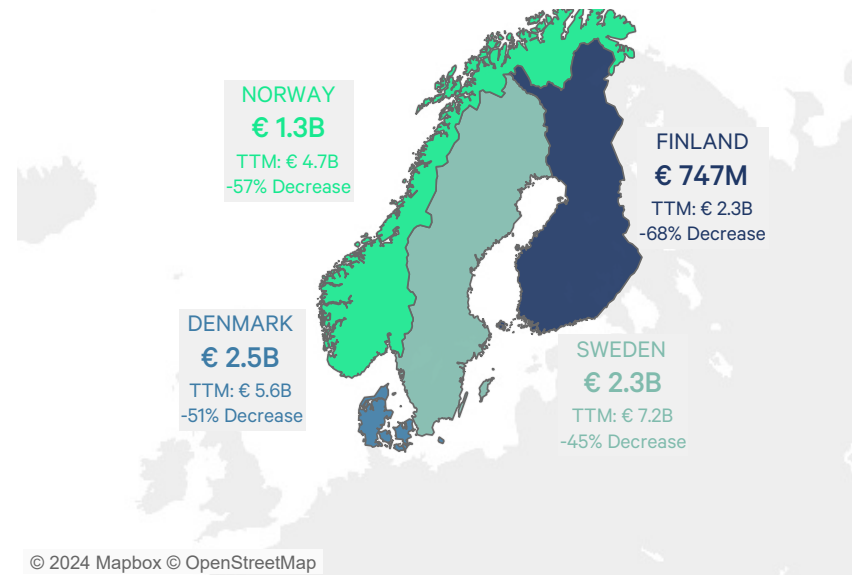 NORWAY
€ 1.3B
TTM: € 4.7B
-57% Decrease
FINLAND
€ 747M
TTM: € 2.3B
-68% Decrease
DENMARK
€ 2.5B
TTM: € 5.6B
-51% Decrease
SWEDEN
€ 2.3B
TTM: € 7.2B
-45% Decrease
© 2024 Mapbox © OpenStreetMap